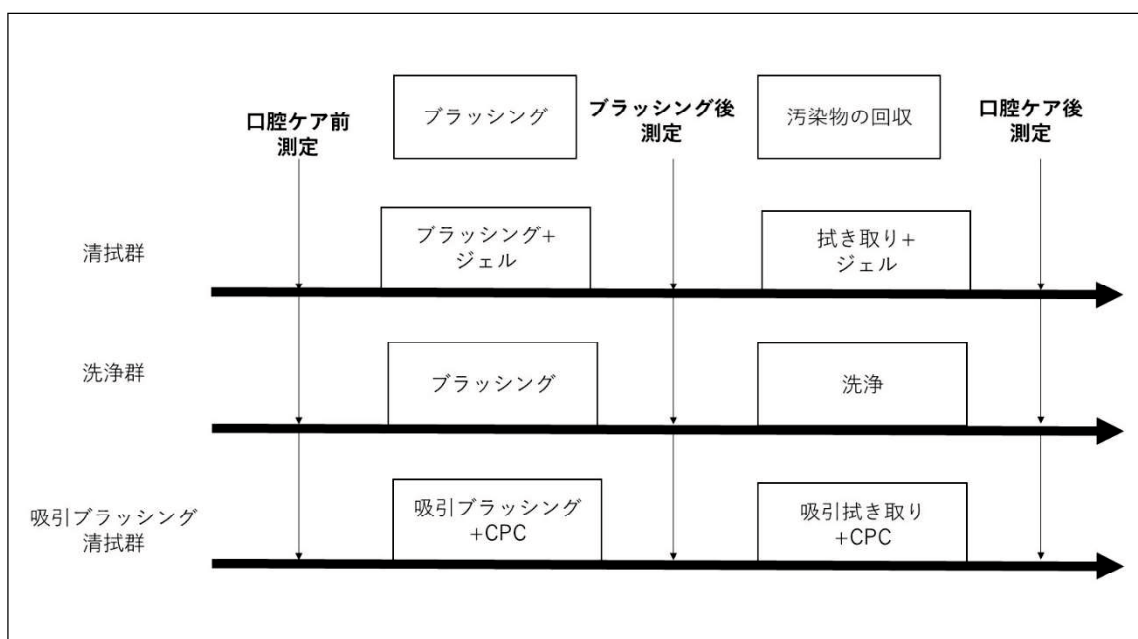 口腔ケア前
測定
ブラッシング
ブラッシング後
測定
汚染物の回収
口腔ケア後
測定
清拭群
ブラッシング+
ジェル
拭き取り+
ジェル
洗浄群
ブラッシング
洗浄
吸引ブラッシング
清拭群
吸引ブラッシング
+CPC
吸引拭き取り
+CPC